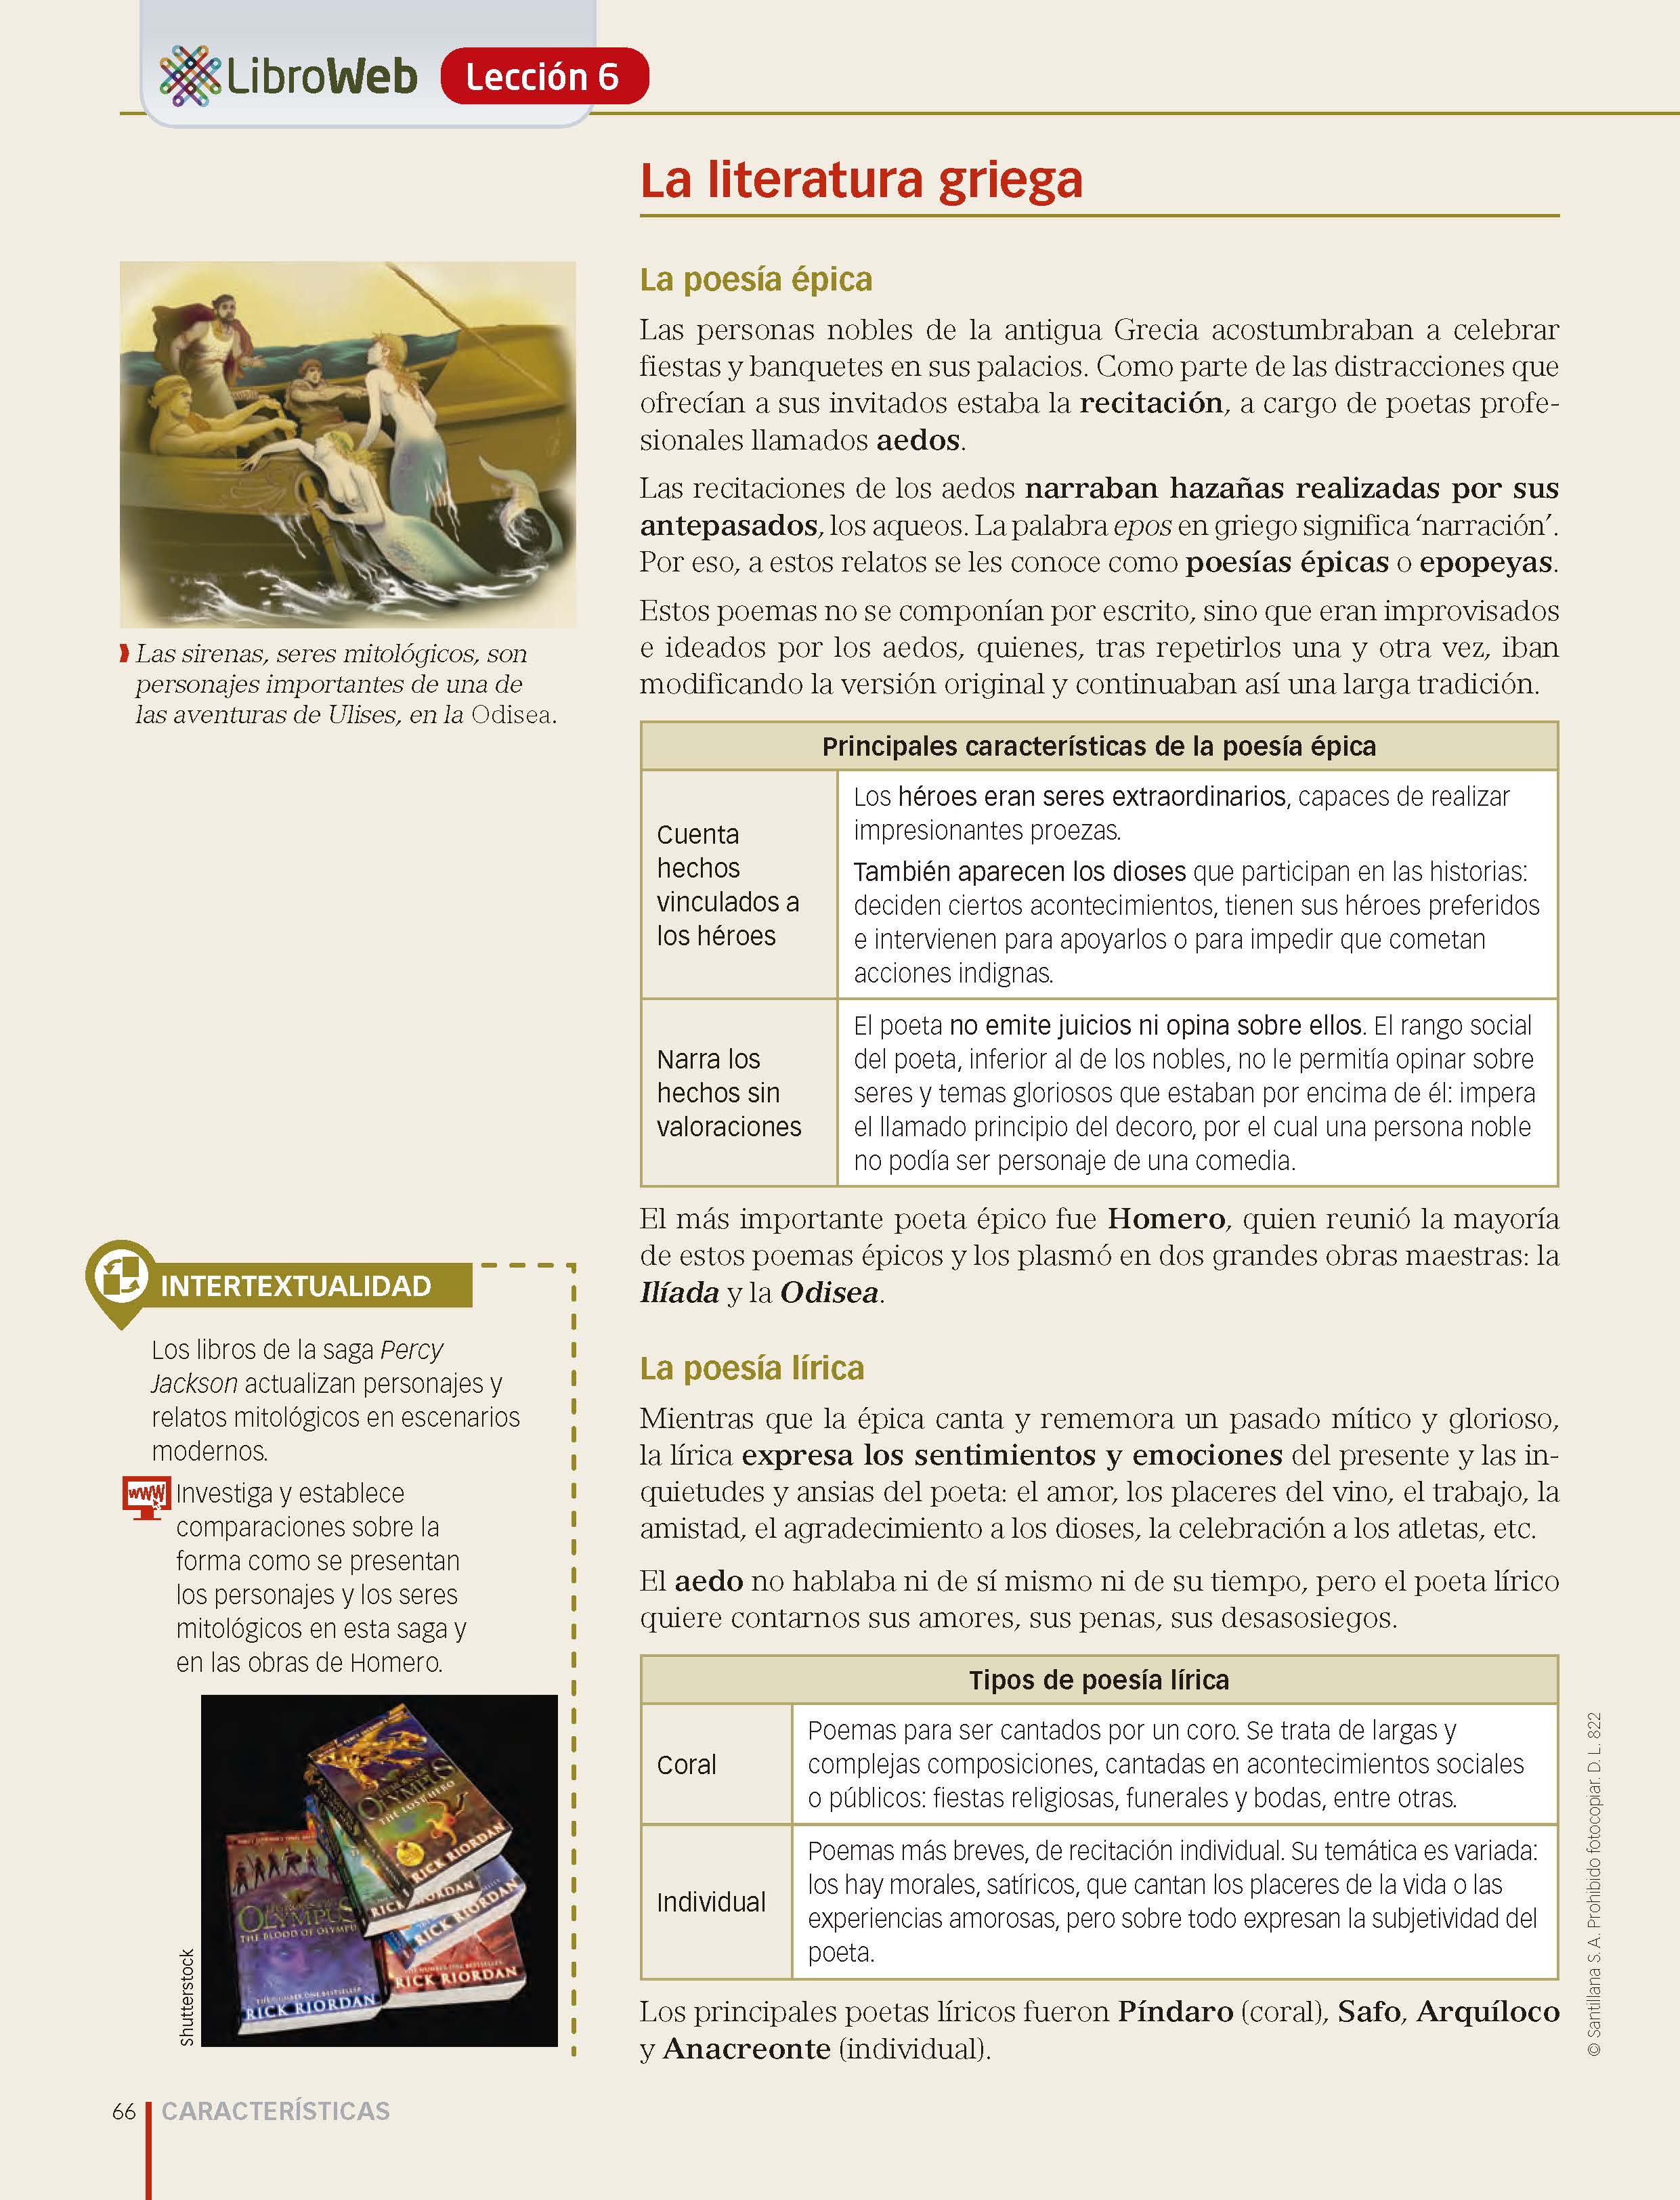 LibroWeb
Lección 6
La literatura griega
La poesía épica
Las personas nobles de la antigua Grecia acostumbraban a celebrar
fiestas y banquetes en sus palacios. Como parte de las distracciones que
ofrecían a sus invitados estaba la recitación, a cargo de poetas profe-
sionales llamados aedos.
Las recitaciones de los aedos narraban hazañas realizadas por sus
antepasados, los aqueos. La palabra epos en griego significa ‘narración’.
Por eso, a estos relatos se les conoce como poesías épicas o epopeyas.
Estos poemas no se componían por escrito, sino que eran improvisados
e ideados por los aedos, quienes, tras repetirlos una y otra vez, iban
modificando la versión original y continuaban así una larga tradición.
Las sirenas, seres mitológicos, son
personajes importantes de una de
las aventuras de Ulises, en la Odisea.
Principales características de la poesía épica
Cuenta
hechos
vinculados a
los héroes
Los héroes eran seres extraordinarios, capaces de realizar
impresionantes proezas.
También aparecen los dioses que participan en las historias:
deciden ciertos acontecimientos, tienen sus héroes preferidos
e intervienen para apoyarlos o para impedir que cometan
acciones indignas.
Narra los
hechos sin
valoraciones
El poeta no emite juicios ni opina sobre ellos. El rango social
del poeta, inferior al de los nobles, no le permitía opinar sobre
seres y temas gloriosos que estaban por encima de él: impera
el llamado principio del decoro, por el cual una persona noble
no podía ser personaje de una comedia.
El más importante poeta épico fue Homero, quien reunió la mayoría
de estos poemas épicos y los plasmó en dos grandes obras maestras: la
Ilíada y la Odisea.
La poesía lírica
Mientras que la épica canta y rememora un pasado mítico y glorioso,
la lírica expresa los sentimientos y emociones del presente y las in-
quietudes y ansias del poeta: el amor, los placeres del vino, el trabajo, la
amistad, el agradecimiento a los dioses, la celebración a los atletas, etc.
El aedo no hablaba ni de sí mismo ni de su tiempo, pero el poeta lírico
quiere contarnos sus amores, sus penas, sus desasosiegos.
Tipos de poesía lírica
Coral
Poemas para ser cantados por un coro. Se trata de largas y
complejas composiciones, cantadas en acontecimientos sociales
o públicos: fiestas religiosas, funerales y bodas, entre otras.
Individual
Poemas más breves, de recitación individual. Su temática es variada:
los hay morales, satíricos, que cantan los placeres de la vida o las
experiencias amorosas, pero sobre todo expresan la subjetividad del
poeta.
Los principales poetas líricos fueron Píndaro (coral), Safo, Arquíloco
y Anacreonte (individual).
INTERTEXTUALIDAD
Los libros de la saga Percy
Jackson actualizan personajes y
relatos mitológicos en escenarios
modernos.
www
Investiga y establece
comparaciones sobre la
forma como se presentan
los personajes y los seres
mitológicos en esta saga y
en las obras de Homero.
OLYMPUS
THE LOST HERO
RICK RIORDAN
OLYMPUS
THE BLOOD OF OLYMPUS
RICK RIORDAN
RICK RIORDAN
RICK RIORDAN
RICK RIORDAN
Shutterstock
© Santillana S. A. Prohibido fotocopiar. D. L. 822
66
CARACTERÍSTICAS